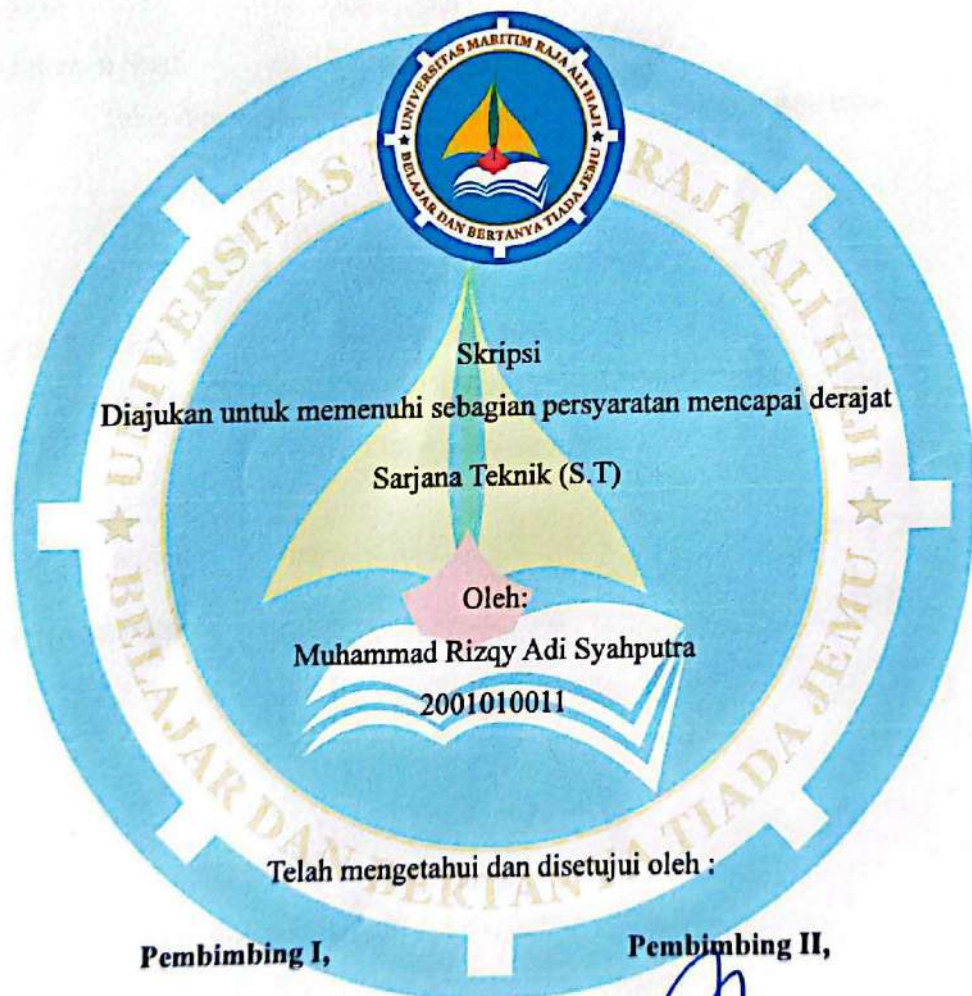 UNIVERSITAS MARITIM RAJA ALI HAJI
BELAJAR DAN BERTANYA TIADA JEMU
Skripsi
Diajukan untuk memenuhi sebagian persyaratan mencapai derajat
Sarjana Teknik (S.T)
Oleh:
Muhammad Rizqy Adi Syahputra
2001010011
Telah mengetahui dan disetujui oleh :
Pembimbing I,
Pembimbing II,